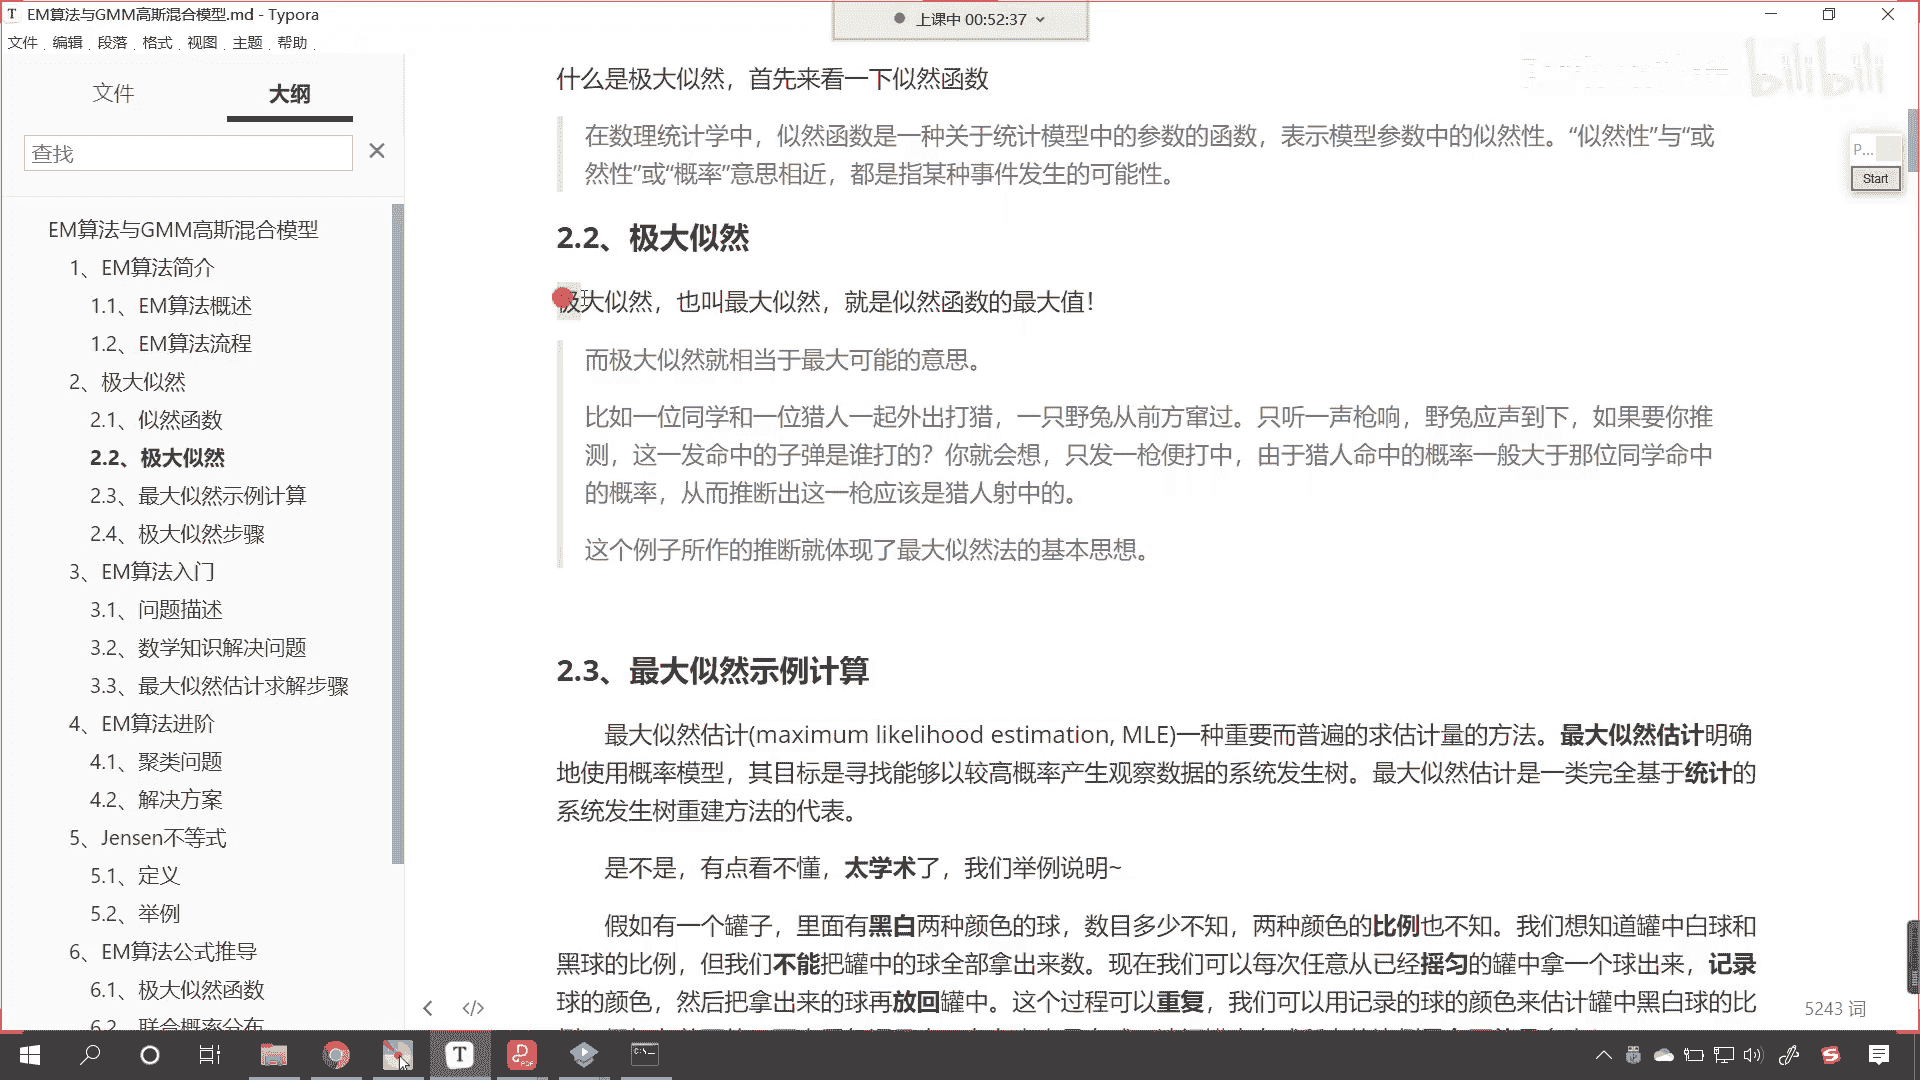 EM算法与GMM高斯混合模型.md - Typora
上课中 00:52:37
文件 编辑 段落 格式 视图 主题 帮助
bilibili
文件
大纲
查找
EM算法与GMM高斯混合模型
1、EM算法简介
1.1、EM算法概述
1.2、EM算法流程
2、极大似然
2.1、似然函数
2.2、极大似然
2.3、最大似然示例计算
2.4、极大似然步骤
3、EM算法入门
3.1、问题描述
3.2、数学知识解决问题
3.3、最大似然估计求解步骤
4、EM算法进阶
4.1、聚类问题
4.2、解决方案
5、Jensen不等式
5.1、定义
5.2、举例
6、EM算法公式推导
6.1、极大似然函数
6.2、联合概率分布
什么是极大似然，首先来看一下似然函数
在数理统计学中，似然函数是一种关于统计模型中的参数的函数，表示模型参数中的似然性。“似然性”与“或
然性”或“概率”意思相近，都是指某种事件发生的可能性。
2.2、极大似然
极大似然，也叫最大似然，就是似然函数的最大值！
而极大似然就相当于最大可能的意思。
比如一位同学和一位猎人一起外出打猎，一只野兔从前方窜过。只听一声枪响，野兔应声到下，如果要你推
测，这一发命中的子弹是谁打的？你就会想，只发一枪便打中，由于猎人命中的概率一般大于那位同学命中
的概率，从而推断出这一枪应该是猎人射中的。
这个例子所作的推断就体现了最大似然法的基本思想。
2.3、最大似然示例计算
最大似然估计(maximum likelihood estimation, MLE)一种重要而普遍的求估计量的方法。最大似然估计明确
地使用概率模型，其目标是寻找能够以较高概率产生观察数据的系统发生树。最大似然估计是一类完全基于统计的
系统发生树重建方法的代表。
是不是，有点看不懂，太学术了，我们举例说明~
假如有一个罐子，里面有黑白两种颜色的球，数目多少不知，两种颜色的比例也不知。我们想知道罐中白球和
黑球的比例，但我们不能把罐中的球全部拿出来数。现在我们可以每次任意从已经摇匀的罐中拿一个球出来，记录
球的颜色，然后把拿出来的球再放回罐中。这个过程可以重复，我们可以用记录的球的颜色来估计罐中黑白球的比
P...
Start
5243 词